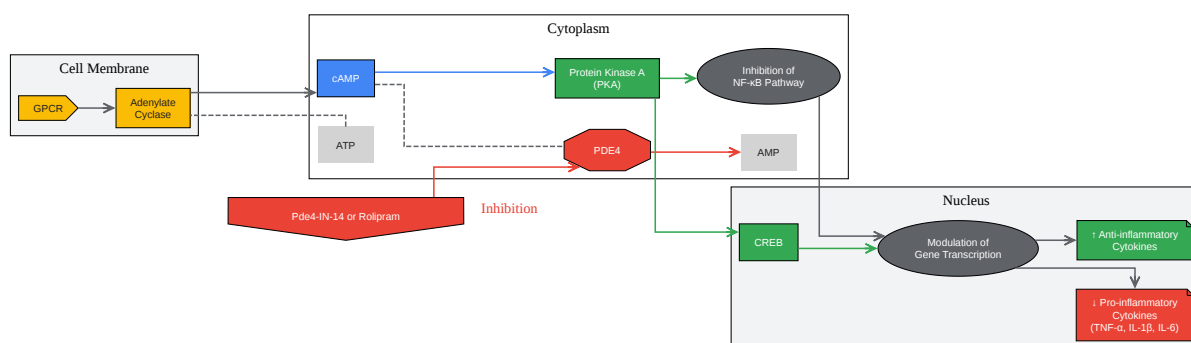 Cytoplasm
Cell Membrane
GPCR
Adenylate
Cyclase
cAMP
ATP
Protein Kinase A
(PKA)
Inhibition of
NF-κB Pathway
PDE4
AMP
Pde4-IN-14 or Rolipram
Inhibition
Nucleus
CREB
Modulation of
Gene Transcription
↑ Anti-inflammatory
Cytokines
↓ Pro-inflammatory
Cytokines
(TNF-α, IL-1β, IL-6)